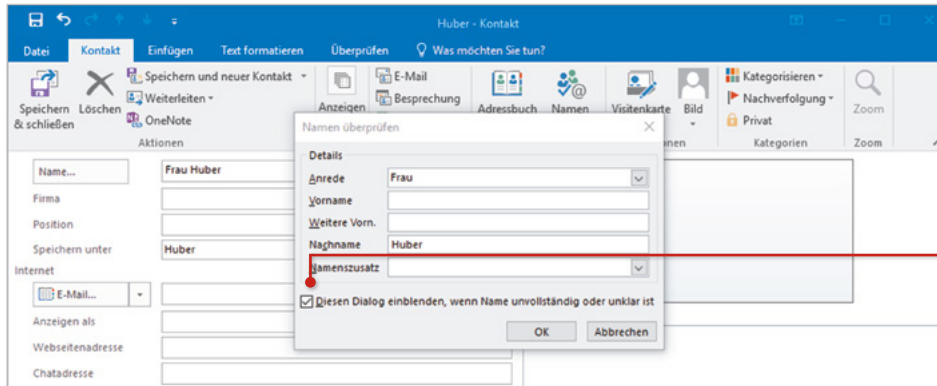 Huber - Kontakt
Datei Kontakt Einfügen Text formatieren Überprüfen Was möchten Sie tun?
Speichern & schließen
Löschen
Speichern und neuer Kontakt
Weiterleiten
OneNote
Aktionen
Anzeigen
E-Mail
Besprechung
Adressbuch
Namen
Visitenkarte
Bild
Kategorisieren
Nachverfolgung
Privat
Kategorien
Zoom
Zoom
Name... Frau Huber
Firma
Position
Speichern unter Huber
Internet
E-Mail...
Anzeigen als
Webseitenadresse
Chatadresse
Namen überprüfen
Details
Anrede Frau
Vorname
Weitere Vorn.
Nachname Huber
Namenszusatz
Diesen Dialog einblenden, wenn Name unvollständig oder unklar ist
OK Abbrechen